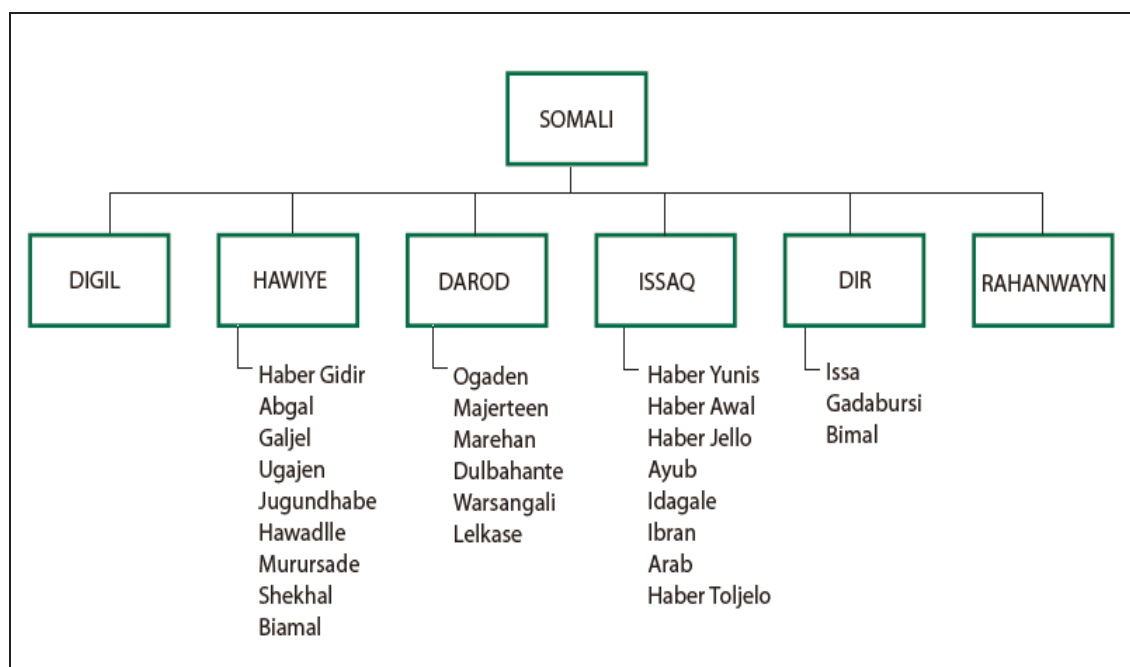 SOMALI
DIGIL
HAWIYE
DAROD
ISSAQ
DIR
RAHANWAYN
Haber Gidir
Abgal
Galjel
Ugajen
Jugundhabe
Hawadlle
Murursade
Shekhal
Biamal
Ogaden
Majerteen
Marehan
Dulbahante
Warsangali
Lelkase
Haber Yunis
Haber Awal
Haber Jello
Ayub
Idagale
Ibran
Arab
Haber Toljelo
Issa
Gadabursi
Bimal